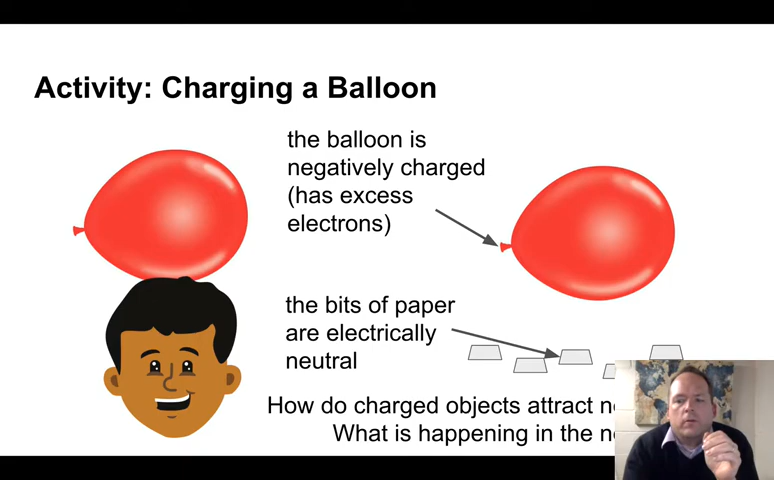 Activity: Charging a Balloon
the balloon is
negatively charged
(has excess
electrons)
the bits of paper
are electrically
neutral
How do charged objects attract
What is happening in the